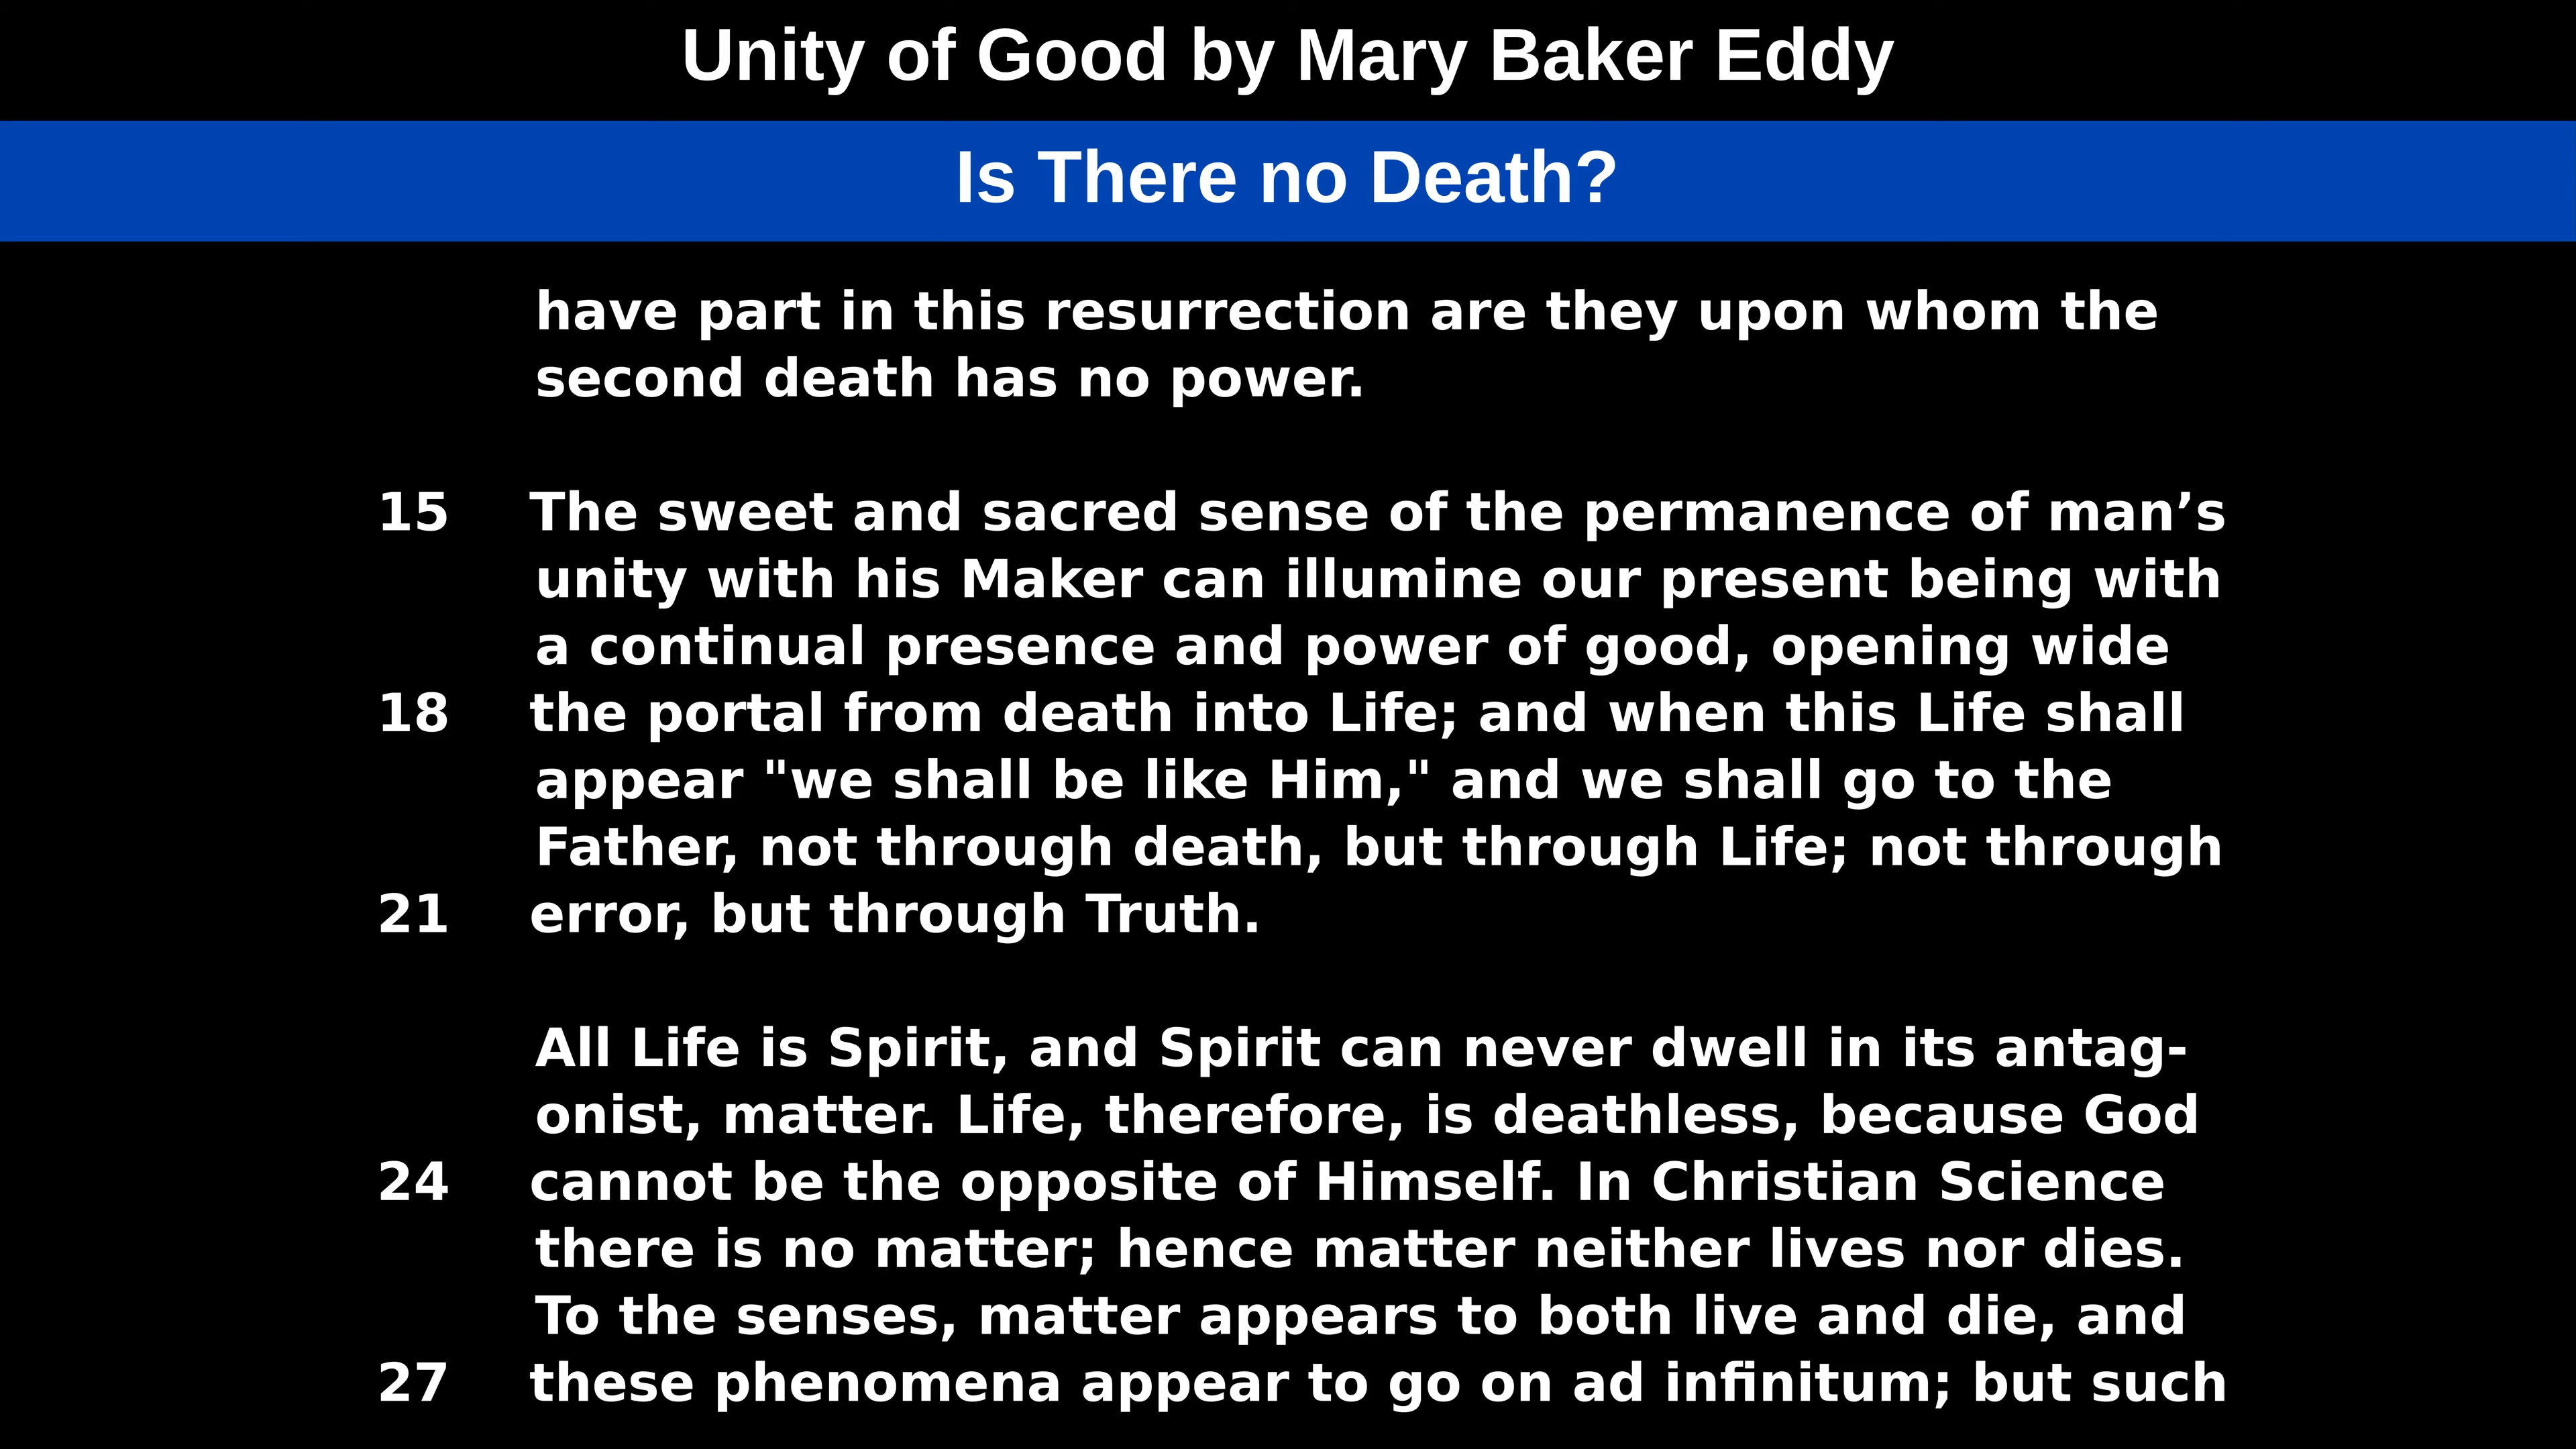 Unity of Good by Mary Baker Eddy
Is There no Death?
have part in this resurrection are they upon whom the
second death has no power.
15 The sweet and sacred sense of the permanence of man’s
unity with his Maker can illumine our present being with
a continual presence and power of good, opening wide
18 the portal from death into Life; and when this Life shall
appear "we shall be like Him," and we shall go to the
Father, not through death, but through Life; not through
21 error, but through Truth.
All Life is Spirit, and Spirit can never dwell in its antag-
onist, matter. Life, therefore, is deathless, because God
24 cannot be the opposite of Himself. In Christian Science
there is no matter; hence matter neither lives nor dies.
To the senses, matter appears to both live and die, and
27 these phenomena appear to go on ad infinitum; but such